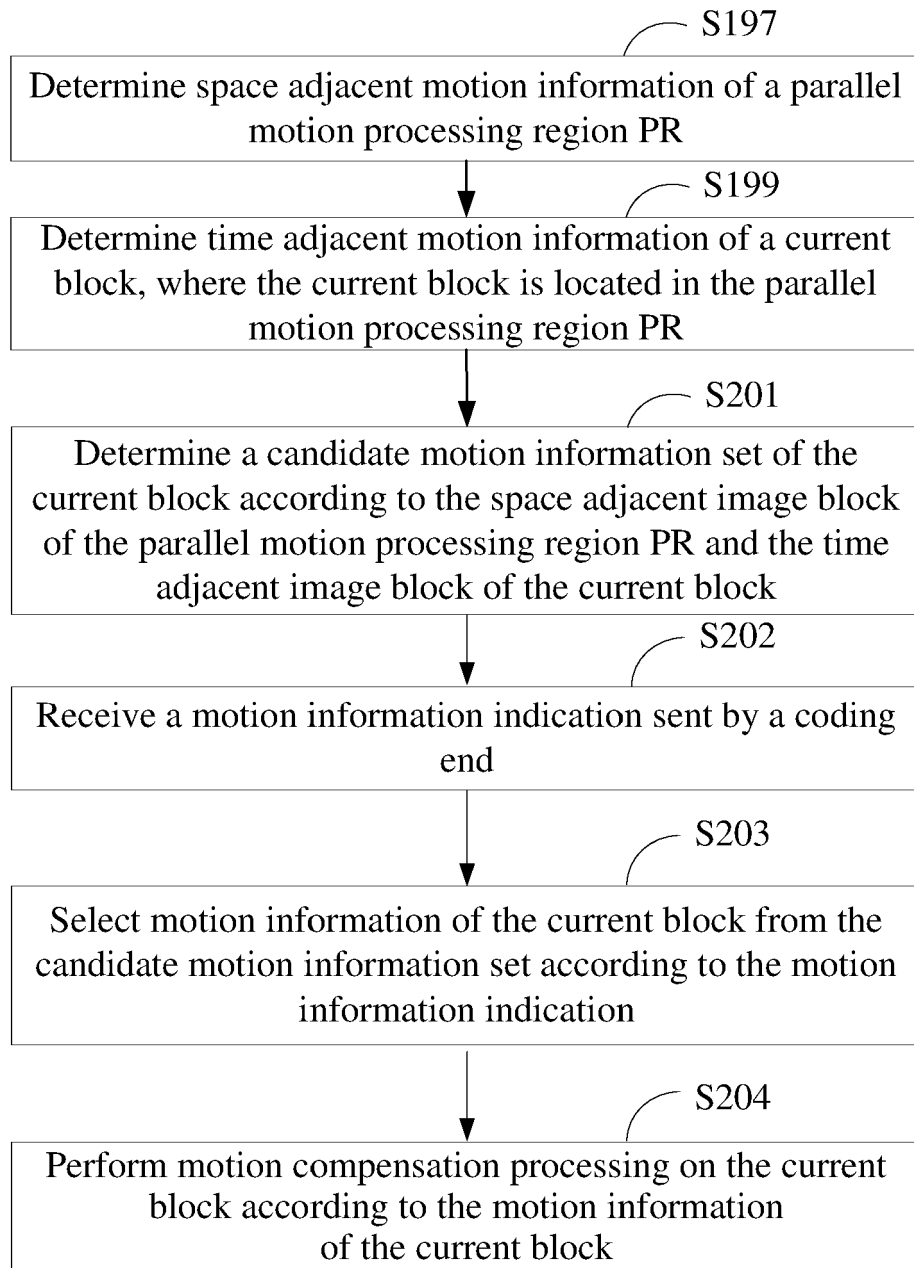 S197
Determine space adjacent motion information of a parallel
motion processing region PR
S199
Determine time adjacent motion information of a current
block, where the current block is located in the parallel
motion processing region PR
S201
Determine a candidate motion information set of the
current block according to the space adjacent image block
of the parallel motion processing region PR and the time
adjacent image block of the current block
S202
Receive a motion information indication sent by a coding
end
S203
Select motion information of the current block from the
candidate motion information set according to the motion
information indication
S204
Perform motion compensation processing on the current
block according to the motion information
of the current block